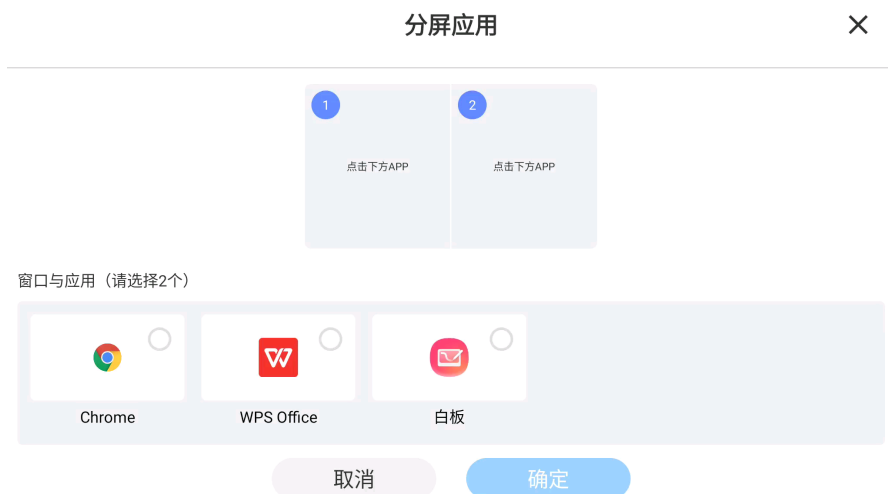 分屏应用
1
2
点击下方APP
点击下方APP
窗口与应用（请选择2个）
Chrome
WPS Office
白板
取消
确定